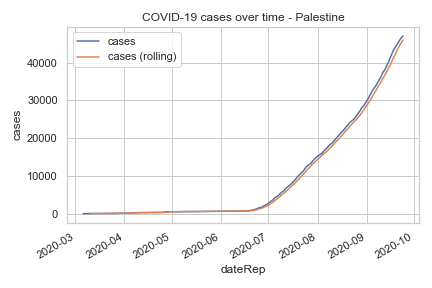 COVID-19 cases over time - Palestine
cases
cases (rolling)
40000
30000
20000
10000
0
cases
2020-03
2020-04
2020-05
2020-06
2020-07
2020-08
2020-09
2020-10
dateRep